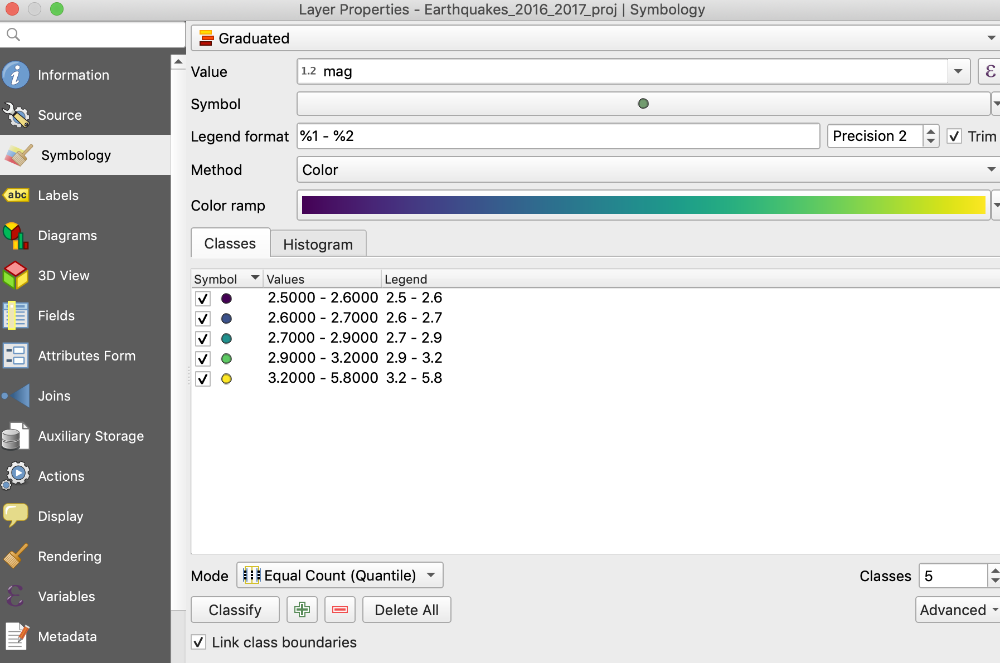 Layer Properties - Earthquakes_2016_2017_proj | Symbology
Information
Source
Symbology
abc Labels
Diagrams
3D View
Fields
Attributes Form
Joins
Auxiliary Storage
Actions
Display
Rendering
Variables
Metadata
Graduated
Value 1.2 mag ε
Symbol
Legend format %1 - %2 Precision 2 Trim
Method Color
Color ramp
Classes Histogram
Symbol Values Legend
2.5000 - 2.6000 2.5 - 2.6
2.6000 - 2.7000 2.6 - 2.7
2.7000 - 2.9000 2.7 - 2.9
2.9000 - 3.2000 2.9 - 3.2
3.2000 - 5.8000 3.2 - 5.8
Mode Equal Count (Quantile) Classes 5
Classify Delete All Advanced
Link class boundaries